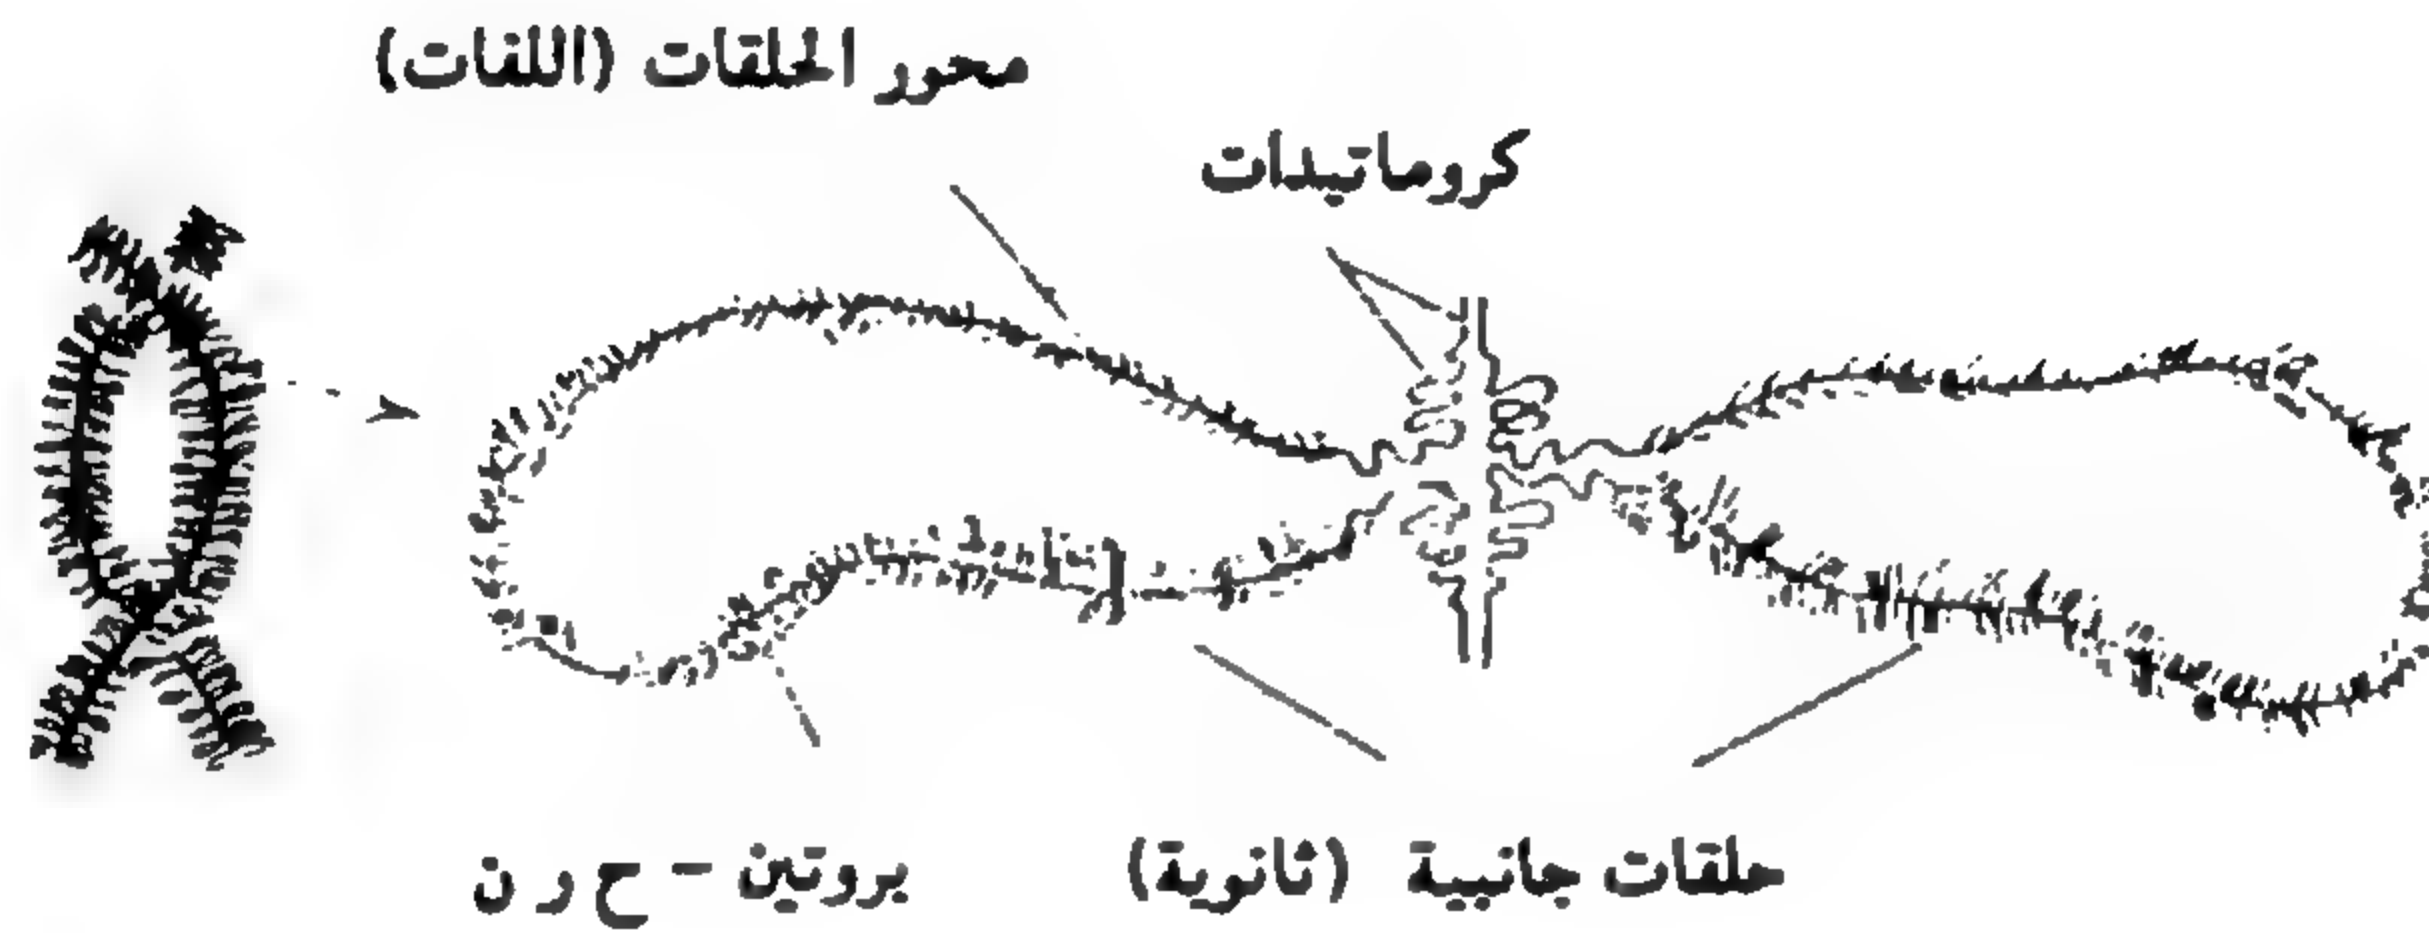 محور الحلقات (اللفات)
كروماتيدات
حلقات جانبية (ثانوية)
بروتين - ح ر ن